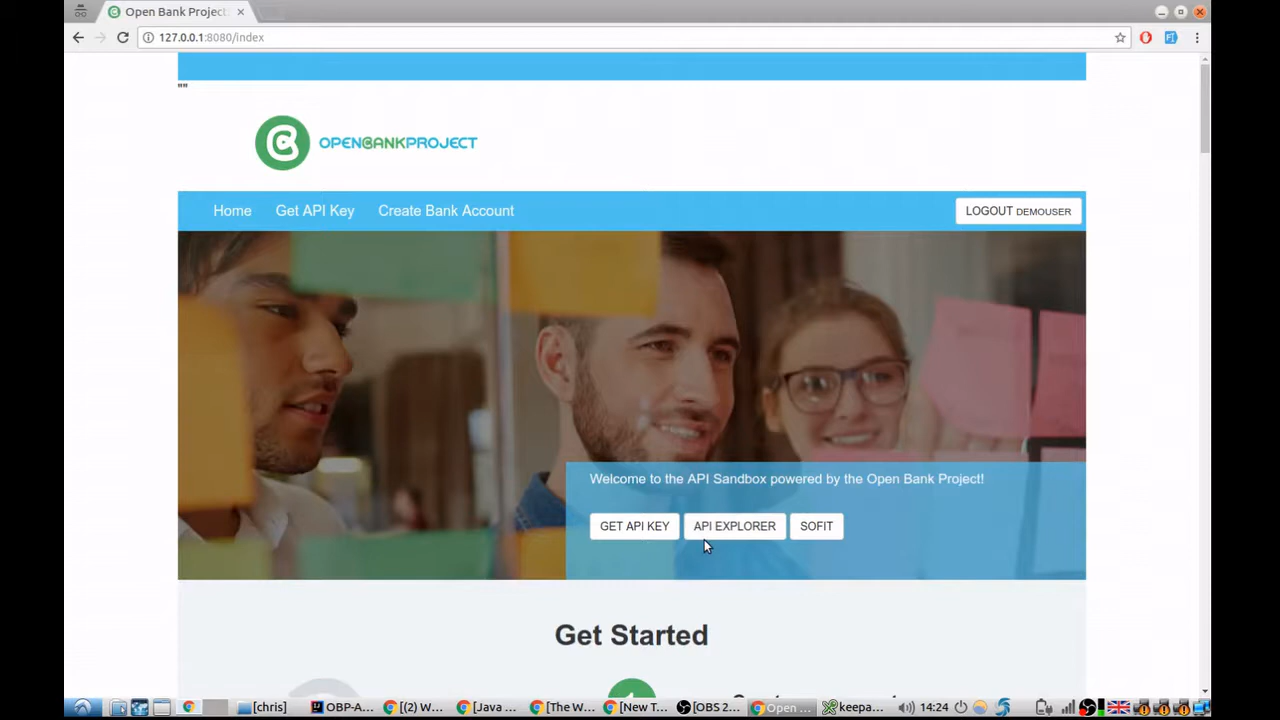 Open Bank Project:
127.0.0.1:8080/index
""
OPENBANKPROJECT
Home Get API Key Create Bank Account LOGOUT DEMOUSER
Welcome to the API Sandbox powered by the Open Bank Project!
GET API KEY API EXPLORER SOFIT
Get Started
[chris] OBP-A... [(2) W... [Java ... [The W... [New T... [OBS 2... Open ... keepa... 14:24